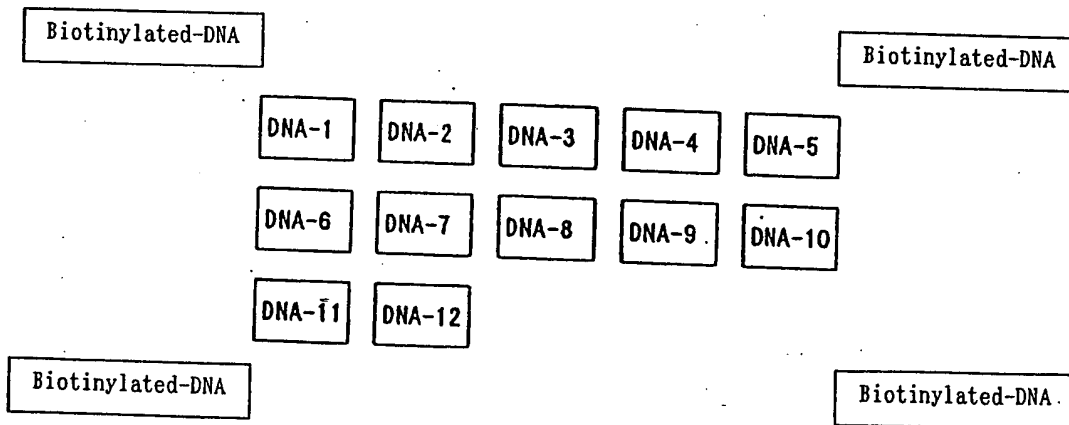 Biotinylated-DNA
Biotinylated-DNA
DNA-1 DNA-2 DNA-3 DNA-4 DNA-5
DNA-6 DNA-7 DNA-8 DNA-9 DNA-10
DNA-11 DNA-12
Biotinylated-DNA
Biotinylated-DNA